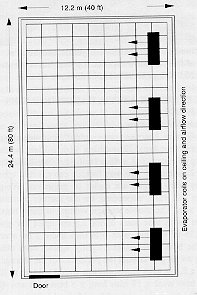 12.2 m (40 ft)
24.4 m (80 ft)
Evaporator coils on ceiling and airflow direction
Door